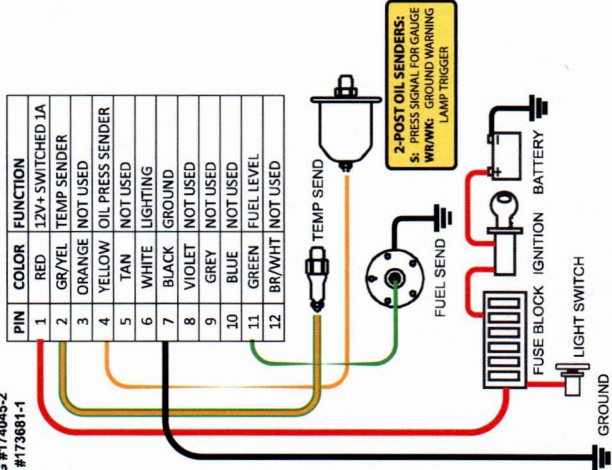 #174045-2
#173681-1
PIN COLOR FUNCTION
1 RED 12V+ SWITCHED 1A
2 GR/YEL TEMP SENDER
3 ORANGE NOT USED
4 YELLOW OIL PRESS SENDER
5 TAN NOT USED
6 WHITE LIGHTING
7 BLACK GROUND
8 VIOLET NOT USED
9 GREY NOT USED
10 BLUE NOT USED
11 GREEN FUEL LEVEL
12 BR/WHT NOT USED
2-POST OIL SENDERS:
S: PRESS SIGNAL FOR GAUGE
WR/WK: GROUND WARNING
LAMP TRIGGER
TEMP SEND
FUEL SEND
FUSE BLOCK
IGNITION
BATTERY
LIGHT SWITCH
GROUND